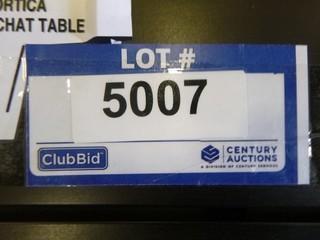 ORTICA
CHAT TABLE
LOT #
5007
ClubBid
CENTURY
AUCTIONS
A DIVISION OF CENTURY SERVICES